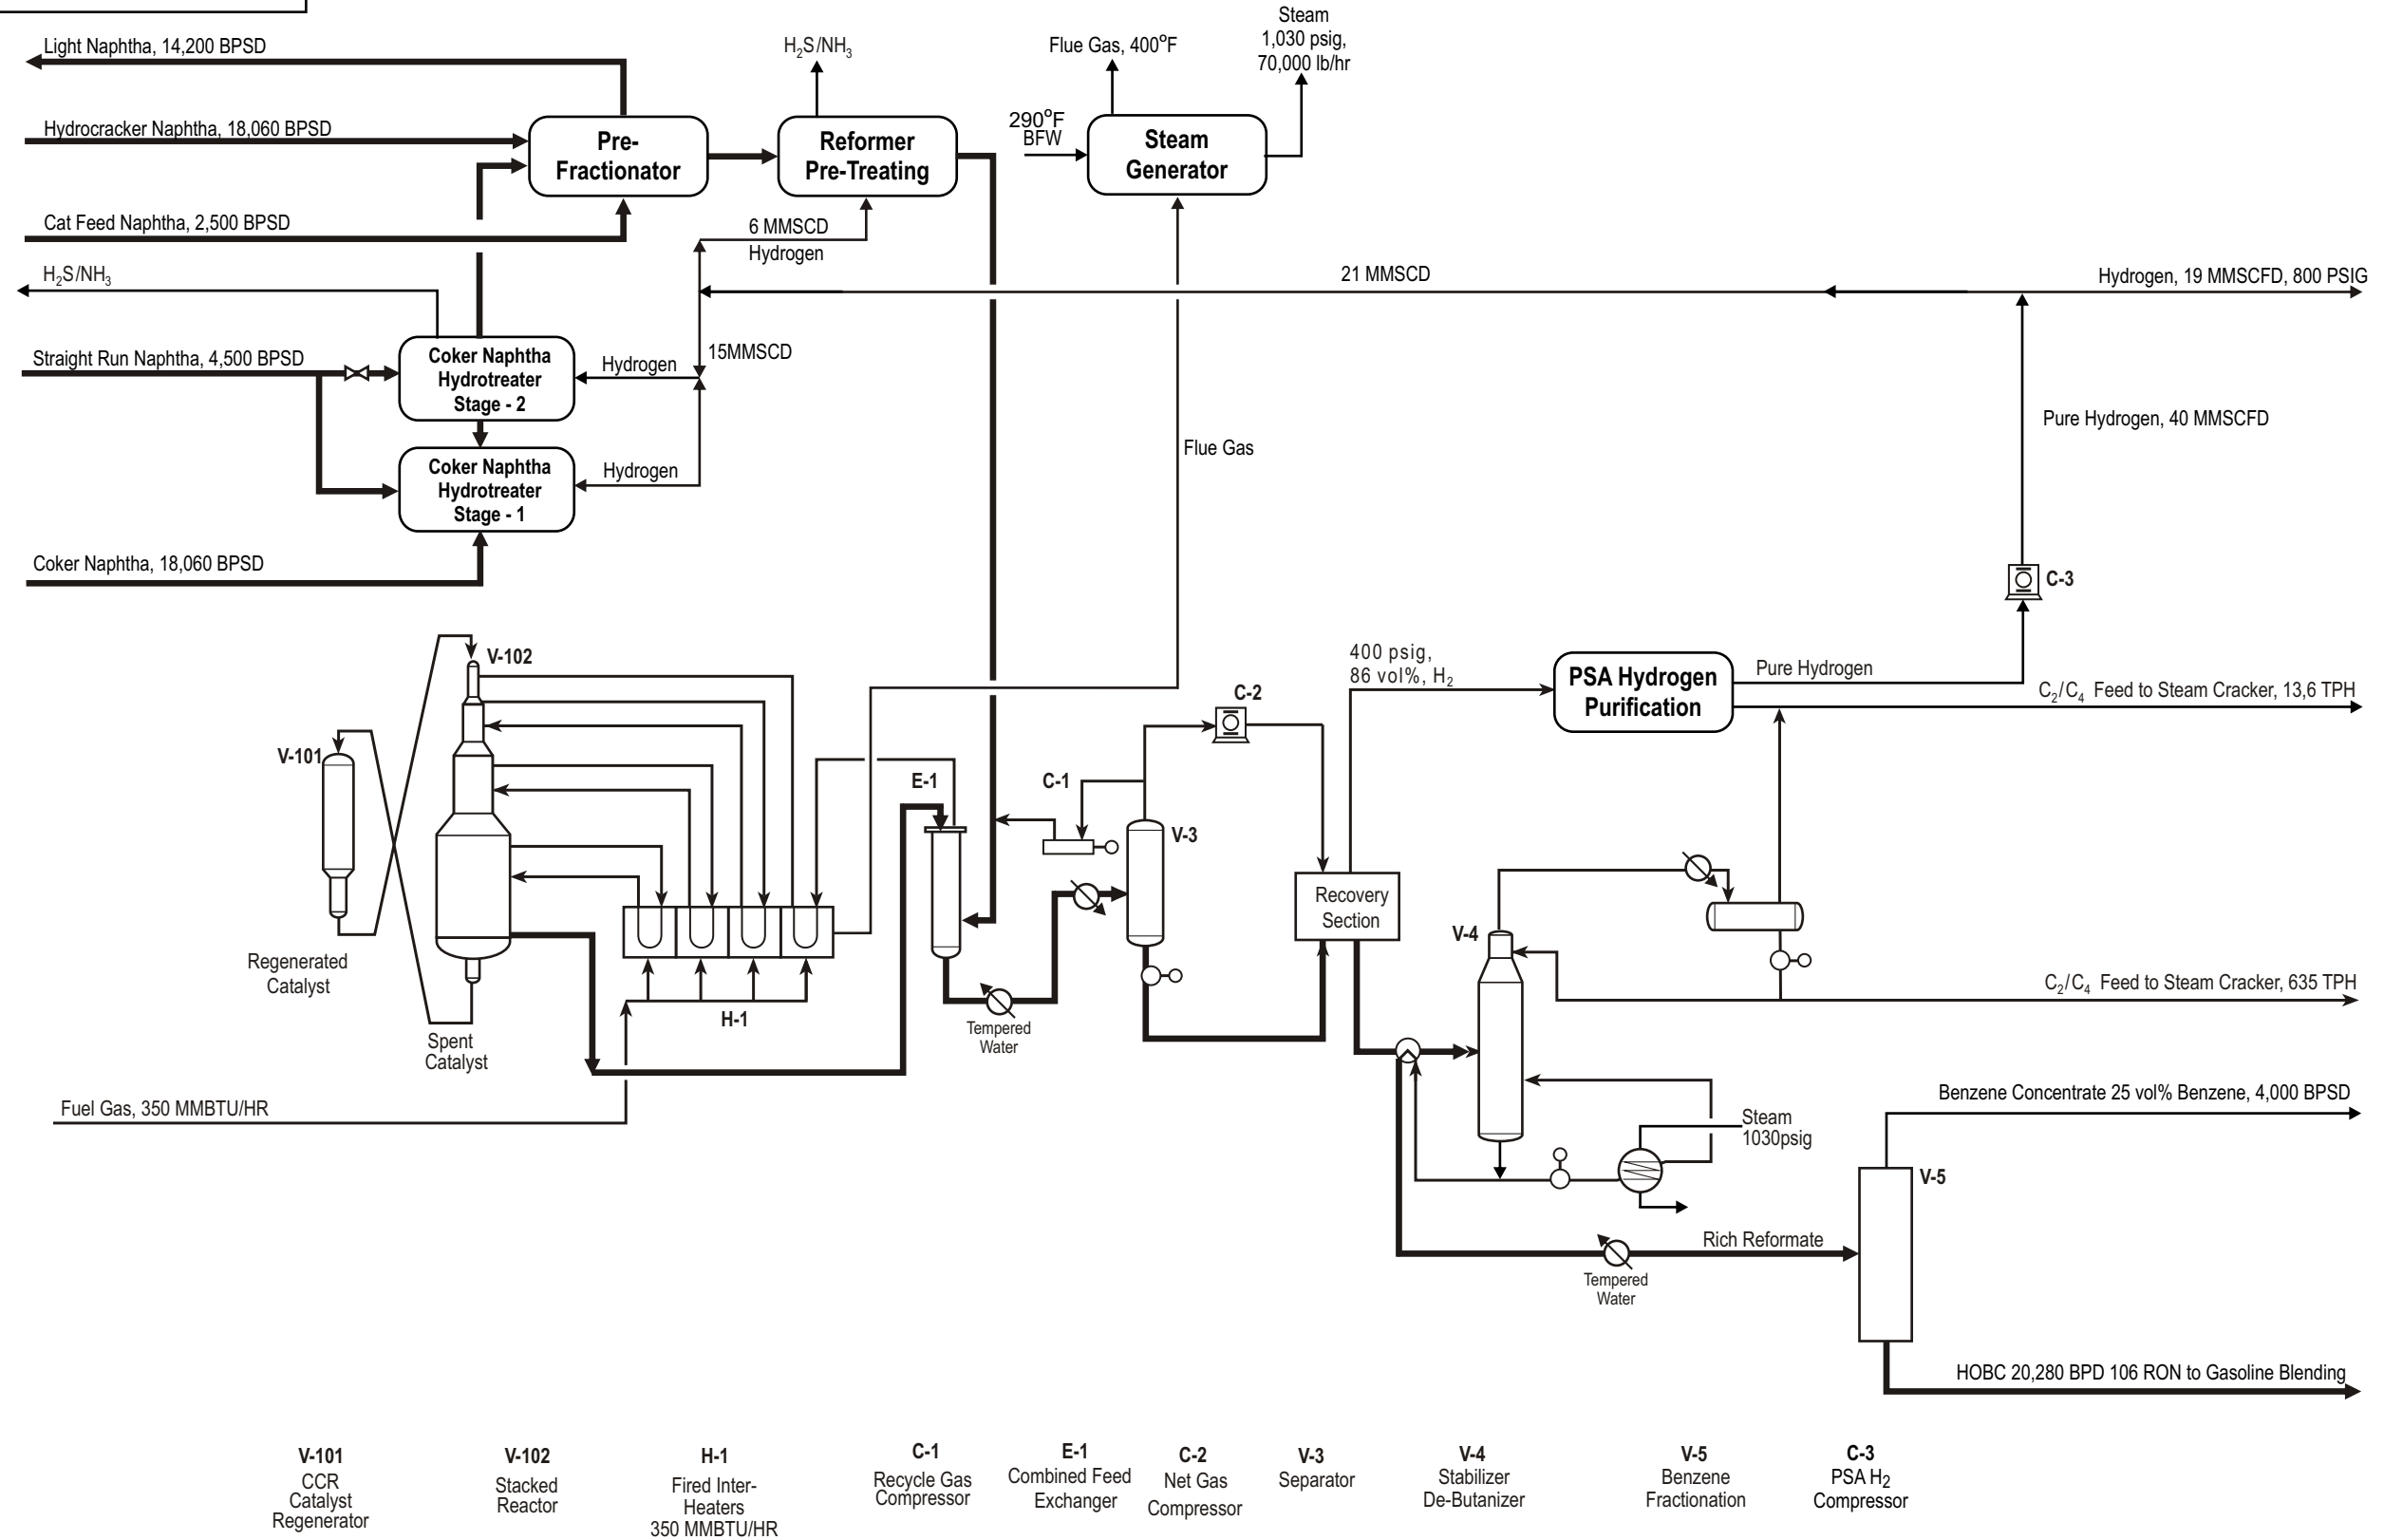 Light Naphtha, 14,200 BPSD
Hydrocracker Naphtha, 18,060 BPSD
Cat Feed Naphtha, 2,500 BPSD
H₂S/NH₃
Straight Run Naphtha, 4,500 BPSD
Coker Naphtha, 18,060 BPSD
Pre-
Fractionator
H₂S/NH₃
Reformer
Pre-Treating
6 MMSCD
Hydrogen
Flue Gas, 400°F
Steam
1,030 psig,
70,000 lb/hr
290°F
BFW
Steam
Generator
21 MMSCD
Hydrogen, 19 MMSCFD, 800 PSIG
Coker Naphtha
Hydrotreater
Stage - 2
Hydrogen
15MMSCD
Coker Naphtha
Hydrotreater
Stage - 1
Hydrogen
Flue Gas
Pure Hydrogen, 40 MMSCFD
C-3
V-102
V-101
Regenerated
Catalyst
Spent
Catalyst
Fuel Gas, 350 MMBTU/HR
H-1
E-1
Tempered
Water
C-1
V-3
C-2
400 psig,
86 vol%, H₂
Recovery
Section
PSA Hydrogen
Purification
Pure Hydrogen
C₂/C₄ Feed to Steam Cracker, 13,6 TPH
V-4
C₂/C₄ Feed to Steam Cracker, 635 TPH
Steam
1030psig
Benzene Concentrate 25 vol% Benzene, 4,000 BPSD
V-5
Rich Reformate
Tempered
Water
HOBC 20,280 BPD 106 RON to Gasoline Blending
V-101
CCR
Catalyst
Regenerator
V-102
Stacked
Reactor
H-1
Fired Inter-
Heaters
350 MMBTU/HR
C-1
Recycle Gas
Compressor
E-1
Combined Feed
Exchanger
C-2
Net Gas
Compressor
V-3
Separator
V-4
Stabilizer
De-Butanizer
V-5
Benzene
Fractionation
C-3
PSA H₂
Compressor